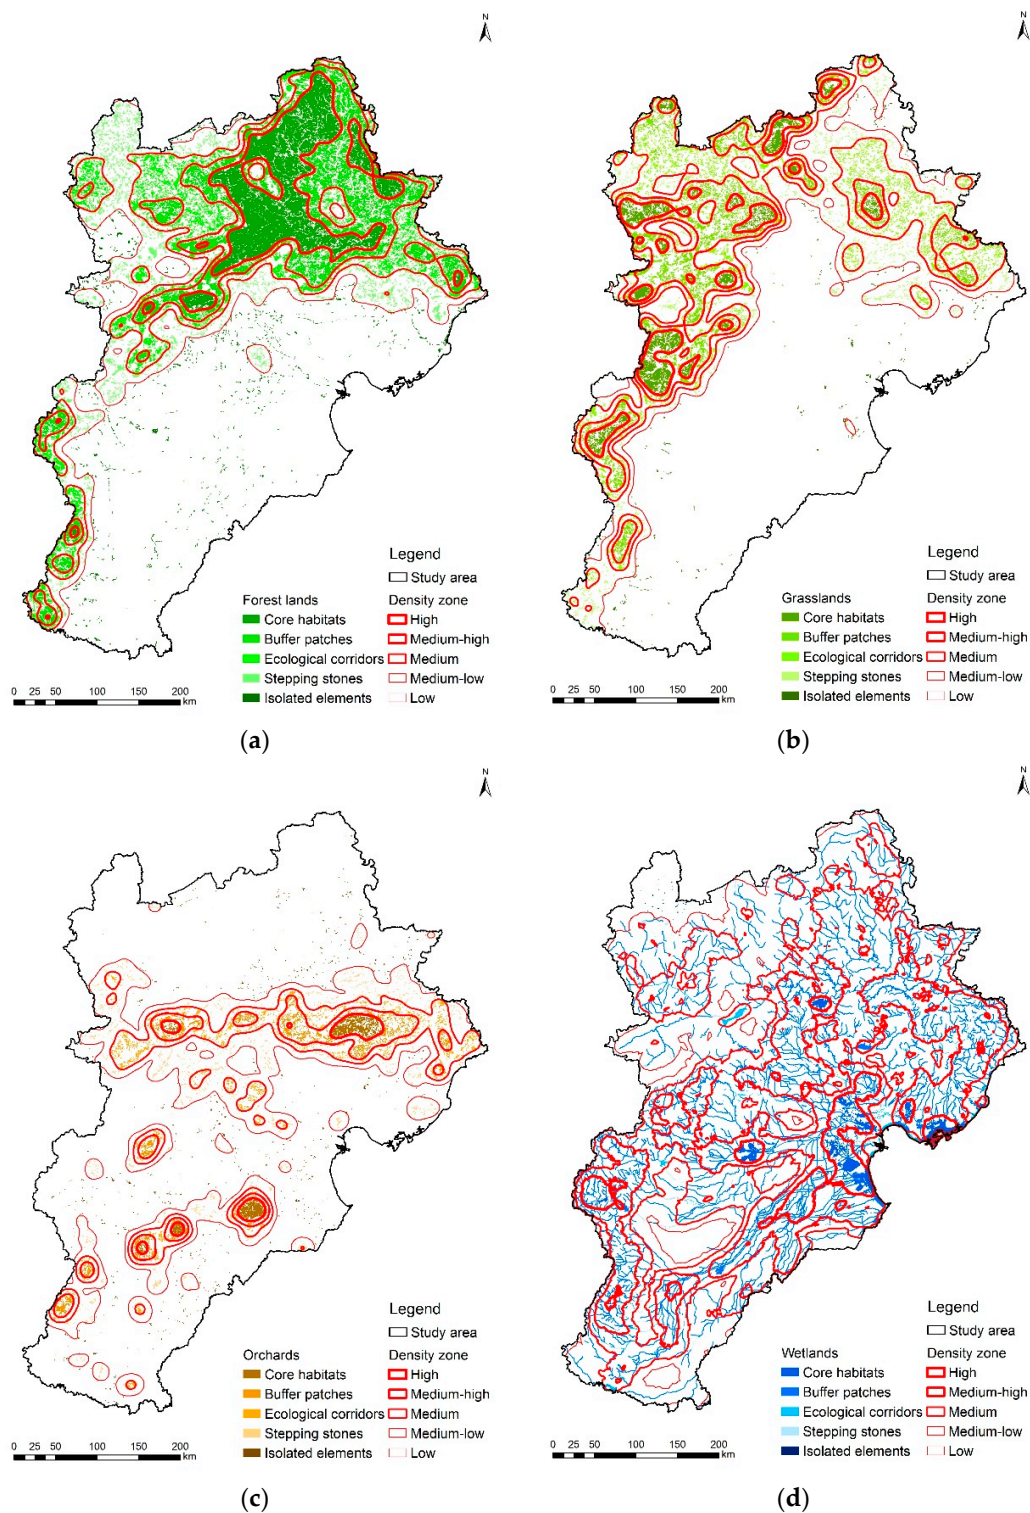 N
Legend
Study area
Forest lands Density zone
Core habitats High
Buffer patches Medium-high
Ecological corridors Medium
Stepping stones Medium-low
Isolated elements Low
0 25 50 100 150 200
km
(a)
N
Legend
Study area
Grasslands Density zone
Core habitats High
Buffer patches Medium-high
Ecological corridors Medium
Stepping stones Medium-low
Isolated elements Low
0 25 50 100 150 200
km
(b)
N
Legend
Study area
Orchards Density zone
Core habitats High
Buffer patches Medium-high
Ecological corridors Medium
Stepping stones Medium-low
Isolated elements Low
0 25 50 100 150 200
km
(c)
N
Legend
Study area
Wetlands Density zone
Core habitats High
Buffer patches Medium-high
Ecological corridors Medium
Stepping stones Medium-low
Isolated elements Low
0 25 50 100 150 200
km
(d)